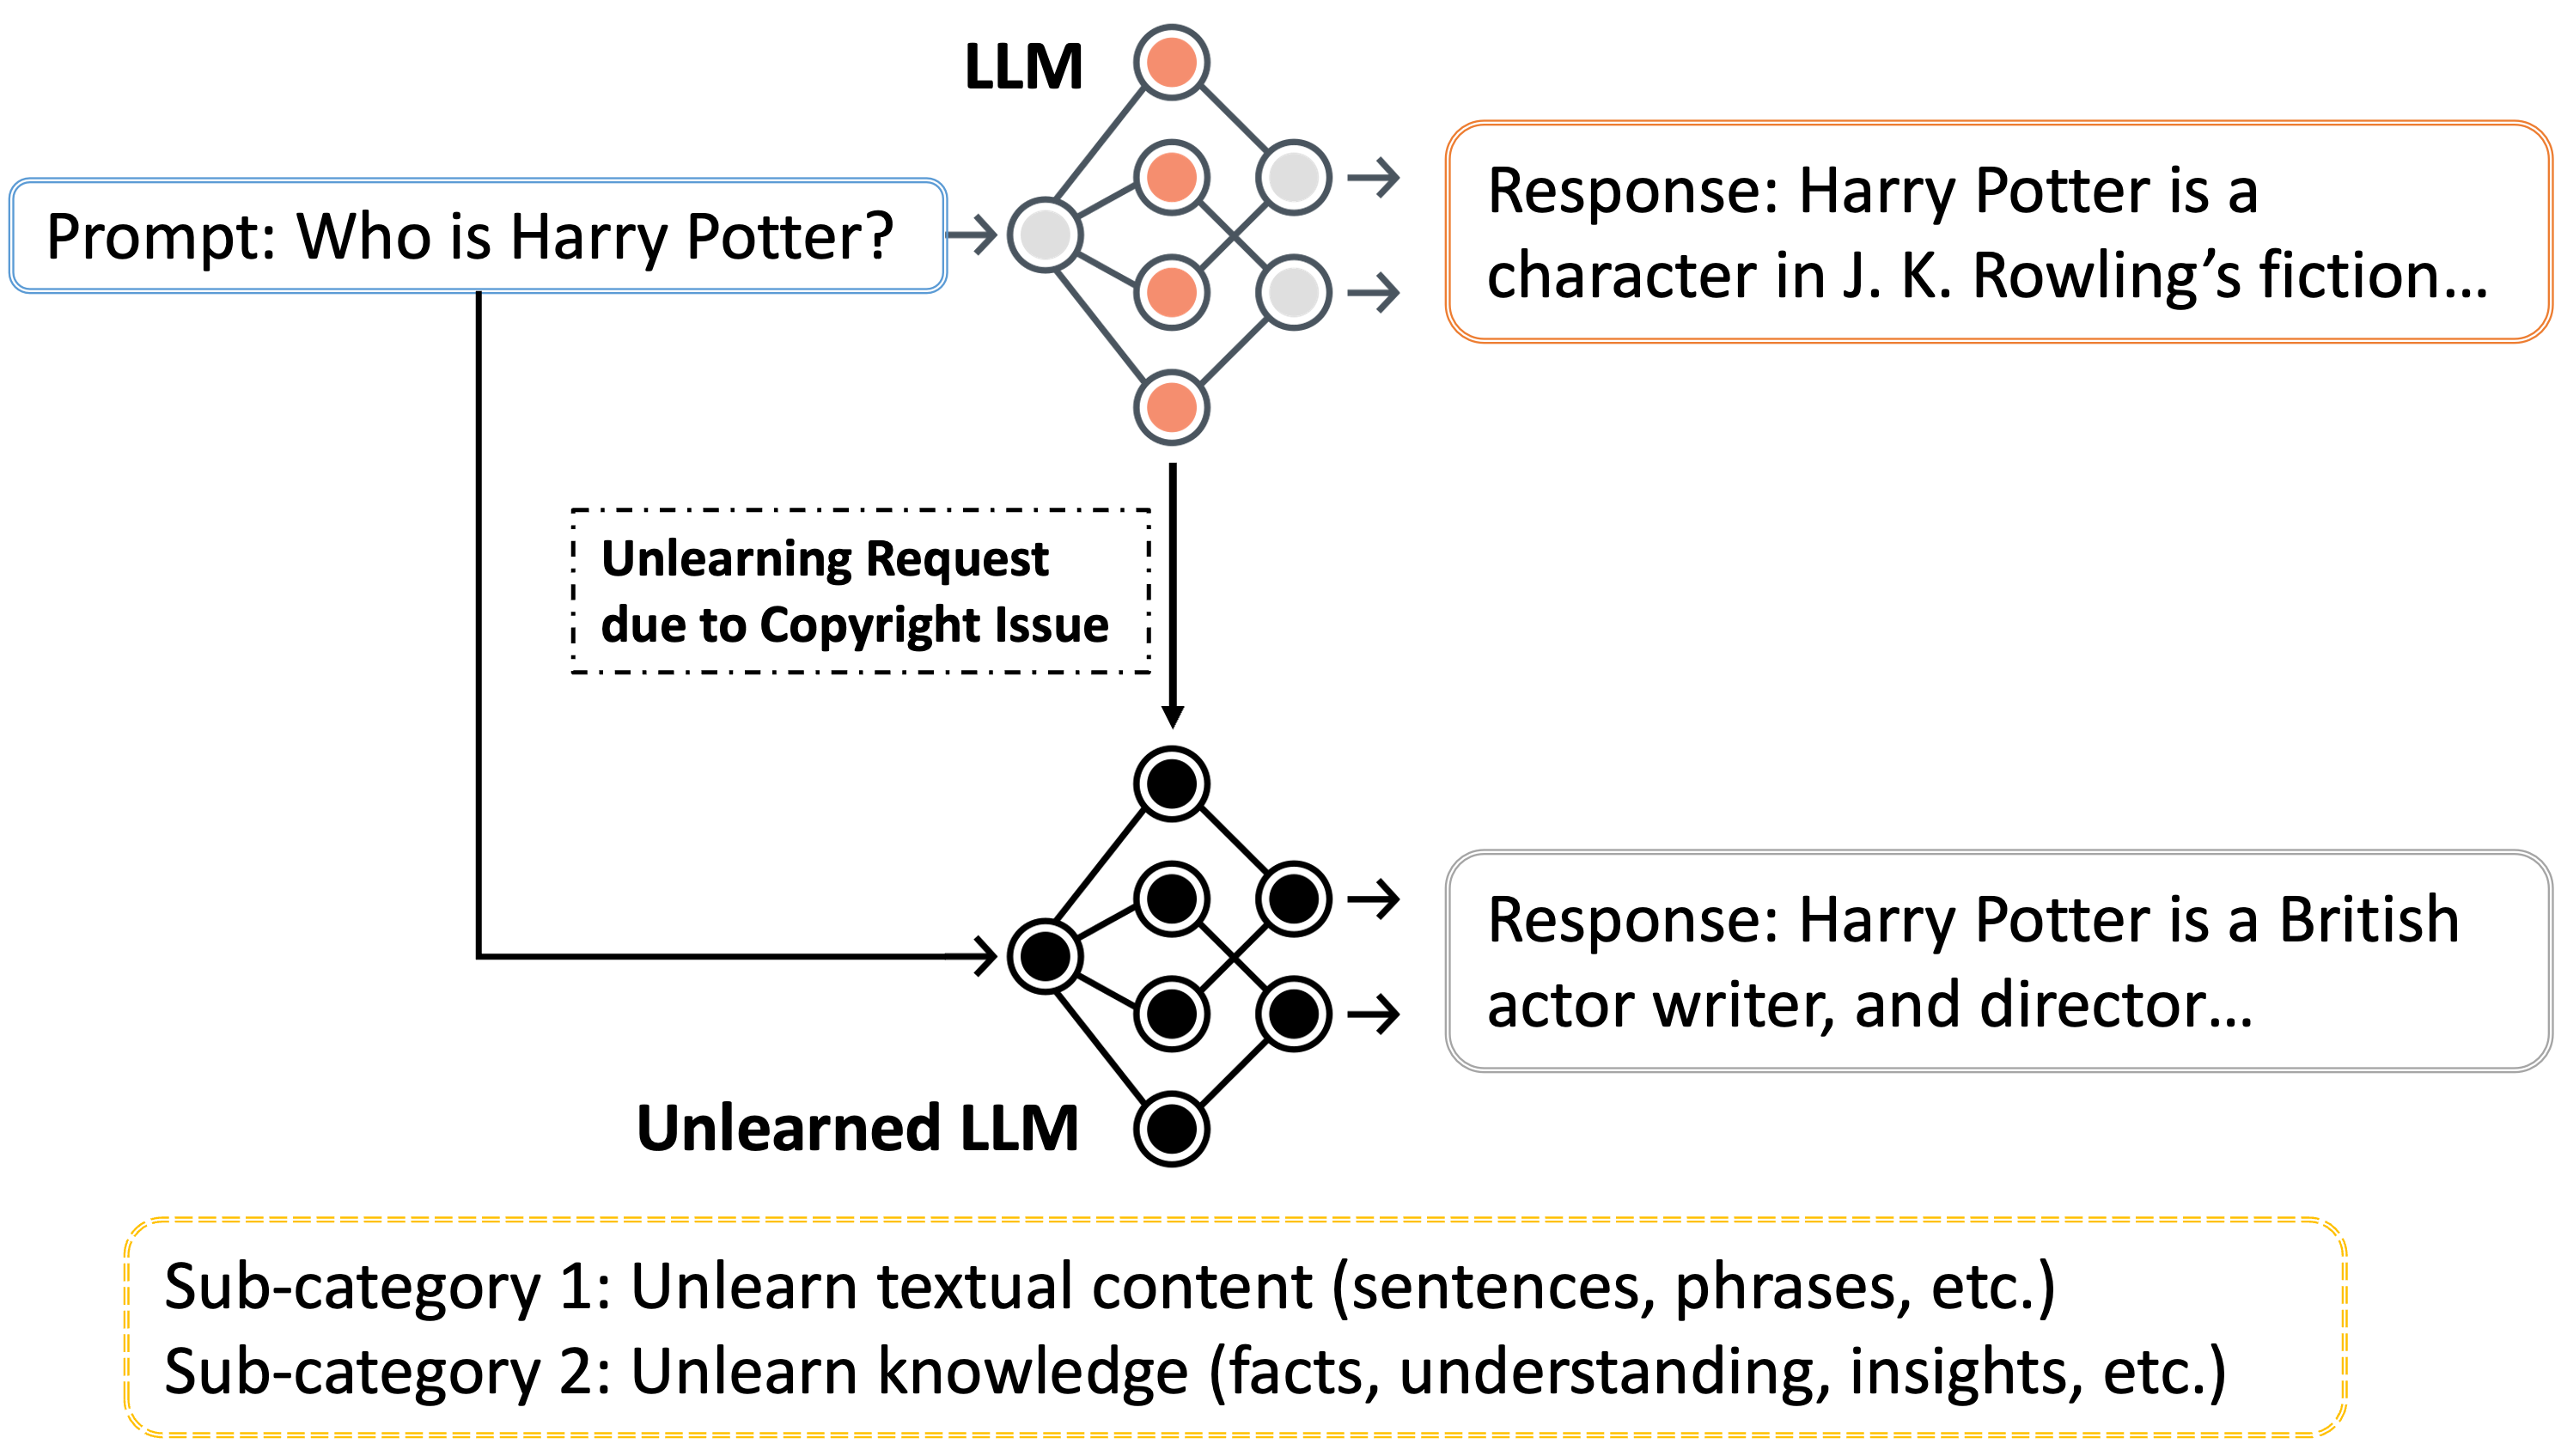 LLM
Prompt: Who is Harry Potter?
Response: Harry Potter is a
character in J. K. Rowling’s fiction...
Unlearning Request
due to Copyright Issue
Response: Harry Potter is a British
actor writer, and director...
Unlearned LLM
Sub-category 1: Unlearn textual content (sentences, phrases, etc.)
Sub-category 2: Unlearn knowledge (facts, understanding, insights, etc.)